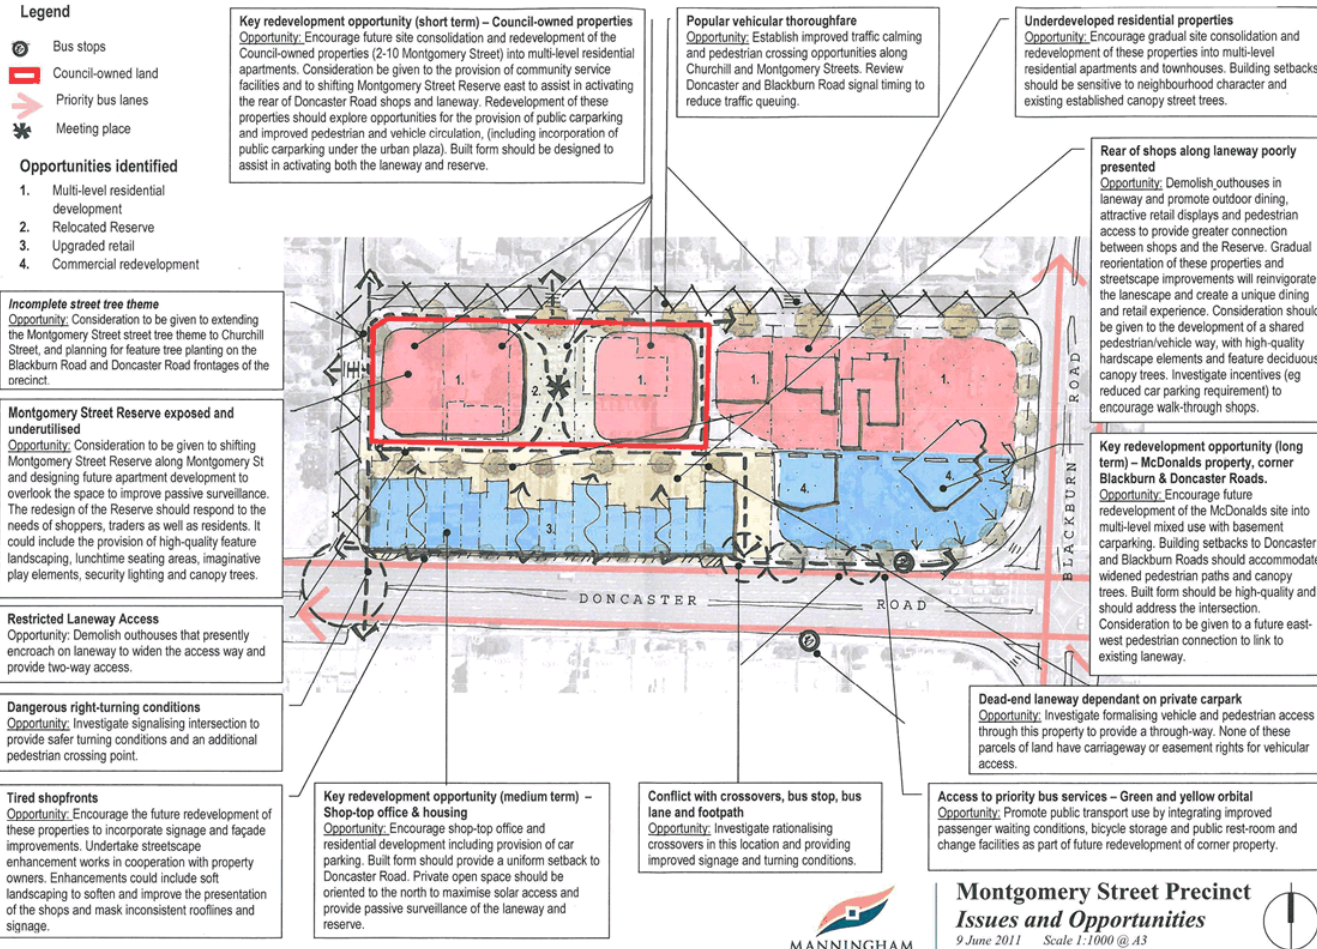 Legend
Bus stops
Council-owned land
Priority bus lanes
Meeting place
Opportunities identified
1. Multi-level residential
development
2. Relocated Reserve
3. Upgraded retail
4. Commercial redevelopment
Key redevelopment opportunity (short term) – Council-owned properties
Opportunity: Encourage future site consolidation and redevelopment of the
Council-owned properties (2-10 Montgomery Street) into multi-level residential
apartments. Consideration be given to the provision of community service
facilities and to shifting Montgomery Street Reserve east to assist in activating
the rear of Doncaster Road shops and laneway. Redevelopment of these
properties should explore opportunities for the provision of public carparking
and improved pedestrian and vehicle circulation, (including incorporation of
public carparking under the urban plaza). Built form should be designed to
assist in activating both the laneway and reserve.
Popular vehicular thoroughfare
Opportunity: Establish improved traffic calming
and pedestrian crossing opportunities along
Churchill and Montgomery Streets. Review
Doncaster and Blackburn Road signal timing to
reduce traffic queuing.
Underdeveloped residential properties
Opportunity: Encourage gradual site consolidation and
redevelopment of these properties into multi-level
residential apartments and townhouses. Building setbacks
should be sensitive to neighbourhood character and
existing established canopy street trees.
Rear of shops along laneway poorly
presented
Opportunity: Demolish outhouses in
laneway and promote outdoor dining,
attractive retail displays and pedestrian
access to provide greater connection
between shops and the Reserve. Gradual
reorientation of these properties and
streetscape improvements will reinvigorate
the lanescape and create a unique dining
and retail experience. Consideration should
be given to the development of a shared
pedestrian/vehicle way, with high-quality
hardscape elements and feature deciduous
canopy trees. Investigate incentives (eg
reduced car parking requirement) to
encourage walk-through shops.
Incomplete street tree theme
Opportunity: Consideration to be given to extending
the Montgomery Street street tree theme to Churchill
Street, and planning for feature tree planting on the
Blackburn Road and Doncaster Road frontages of the
precinct.
Montgomery Street Reserve exposed and
underutilised
Opportunity: Consideration to be given to shifting
Montgomery Street Reserve along Montgomery St
and designing future apartment development to
overlook the space to improve passive surveillance.
The redesign of the Reserve should respond to the
needs of shoppers, traders as well as residents. It
could include the provision of high-quality feature
landscaping, lunchtime seating areas, imaginative
play elements, security lighting and canopy trees.
1.
2.
1.
1.
1.
3.
4.
4.
DONCASTER ROAD
BLACKBURN ROAD
Key redevelopment opportunity (long
term) – McDonalds property, corner
Blackburn & Doncaster Roads.
Opportunity: Encourage future
redevelopment of the McDonalds site into
multi-level mixed use with basement
carparking. Building setbacks to Doncaster
and Blackburn Roads should accommodate
widened pedestrian paths and canopy
trees. Built form should be high-quality and
should address the intersection.
Consideration to be given to a future east-
west pedestrian connection to link to
existing laneway.
Restricted Laneway Access
Opportunity: Demolish outhouses that presently
encroach on laneway to widen the access way and
provide two-way access.
Dangerous right-turning conditions
Opportunity: Investigate signalising intersection to
provide safer turning conditions and an additional
pedestrian crossing point.
Dead-end laneway dependant on private carpark
Opportunity: Investigate formalising vehicle and pedestrian access
through this property to provide a through-way. None of these
parcels of land have carriageway or easement rights for vehicular
access.
Tired shopfronts
Opportunity: Encourage the future redevelopment of
these properties to incorporate signage and façade
improvements. Undertake streetscape
enhancement works in cooperation with property
owners. Enhancements could include soft
landscaping to soften and improve the presentation
of the shops and mask inconsistent rooflines and
signage.
Key redevelopment opportunity (medium term) –
Shop-top office & housing
Opportunity: Encourage shop-top office and
residential development including provision of car
parking. Built form should provide a uniform setback to
Doncaster Road. Private open space should be
oriented to the north to maximise solar access and
provide passive surveillance of the laneway and
reserve.
Conflict with crossovers, bus stop, bus
lane and footpath
Opportunity: Investigate rationalising
crossovers in this location and providing
improved signage and turning conditions.
Access to priority bus services – Green and yellow orbital
Opportunity: Promote public transport use by integrating improved
passenger waiting conditions, bicycle storage and public rest-room and
change facilities as part of future redevelopment of corner property.
MANNINGHAM
Montgomery Street Precinct
Issues and Opportunities
9 June 2011 Scale 1:1000 @ A3